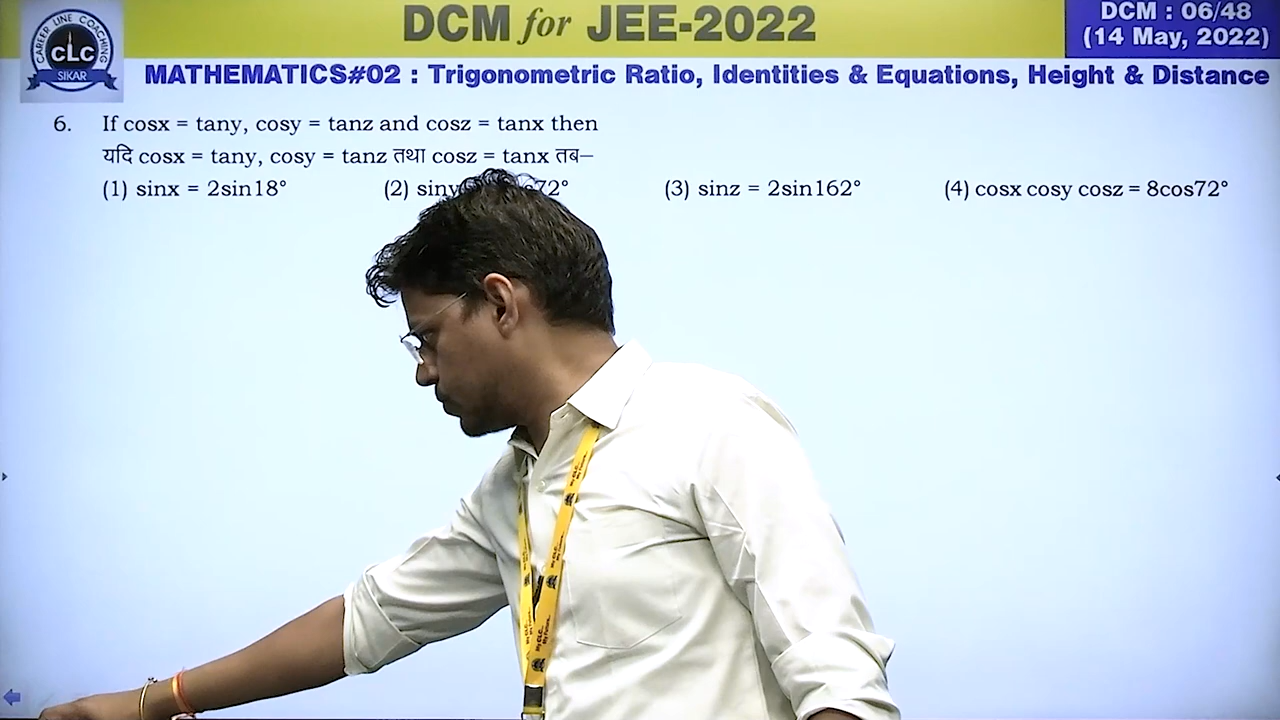 DCM for JEE-2022
DCM : 06/48
(14 May, 2022)
CAREER LINE COACHING
CLC
SIKAR
MATHEMATICS#02 : Trigonometric Ratio, Identities & Equations, Height & Distance
6. If cosx = tany, cosy = tanz and cosz = tanx then
यदि cosx = tany, cosy = tanz तथा cosz = tanx तब–
(1) sinx = 2sin18° (2) siny 72° (3) sinz = 2sin162° (4) cosx cosy cosz = 8cos72°